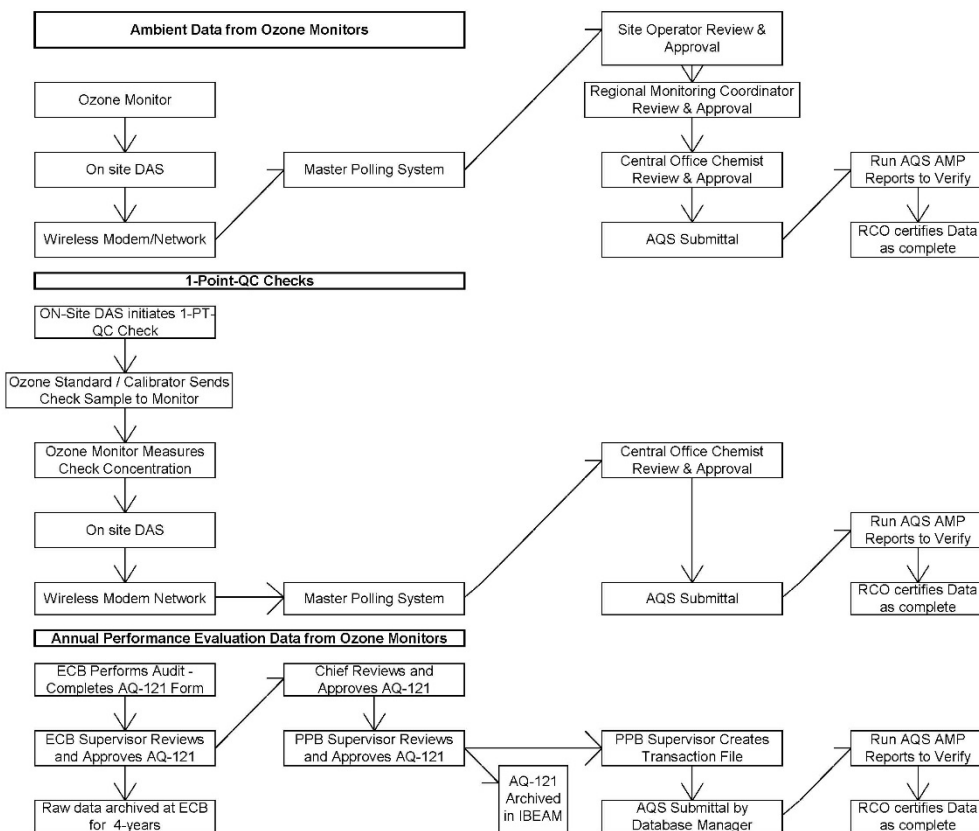 Ambient Data from Ozone Monitors
Ozone Monitor
On site DAS
Wireless Modem/Network
Master Polling System
Site Operator Review &
Approval
Regional Monitoring Coordinator
Review & Approval
Central Office Chemist
Review & Approval
AQS Submittal
Run AQS AMP
Reports to Verify
RCO certifies Data
as complete
1-Point-QC Checks
ON-Site DAS initiates 1-PT-
QC Check
Ozone Standard / Calibrator Sends
Check Sample to Monitor
Ozone Monitor Measures
Check Concentration
On site DAS
Wireless Modem Network
Master Polling System
Central Office Chemist
Review & Approval
AQS Submittal
Run AQS AMP
Reports to Verify
RCO certifies Data
as complete
Annual Performance Evaluation Data from Ozone Monitors
ECB Performs Audit -
Completes AQ-121 Form
ECB Supervisor Reviews
and Approves AQ-121
Raw data archived at ECB
for 4-years
Chief Reviews and
Approves AQ-121
PPB Supervisor Reviews
and Approves AQ-121
AQ-121
Archived
in IBEAM
PPB Supervisor Creates
Transaction File
AQS Submittal by
Database Manager
Run AQS AMP
Reports to Verify
RCO certifies Data
as complete